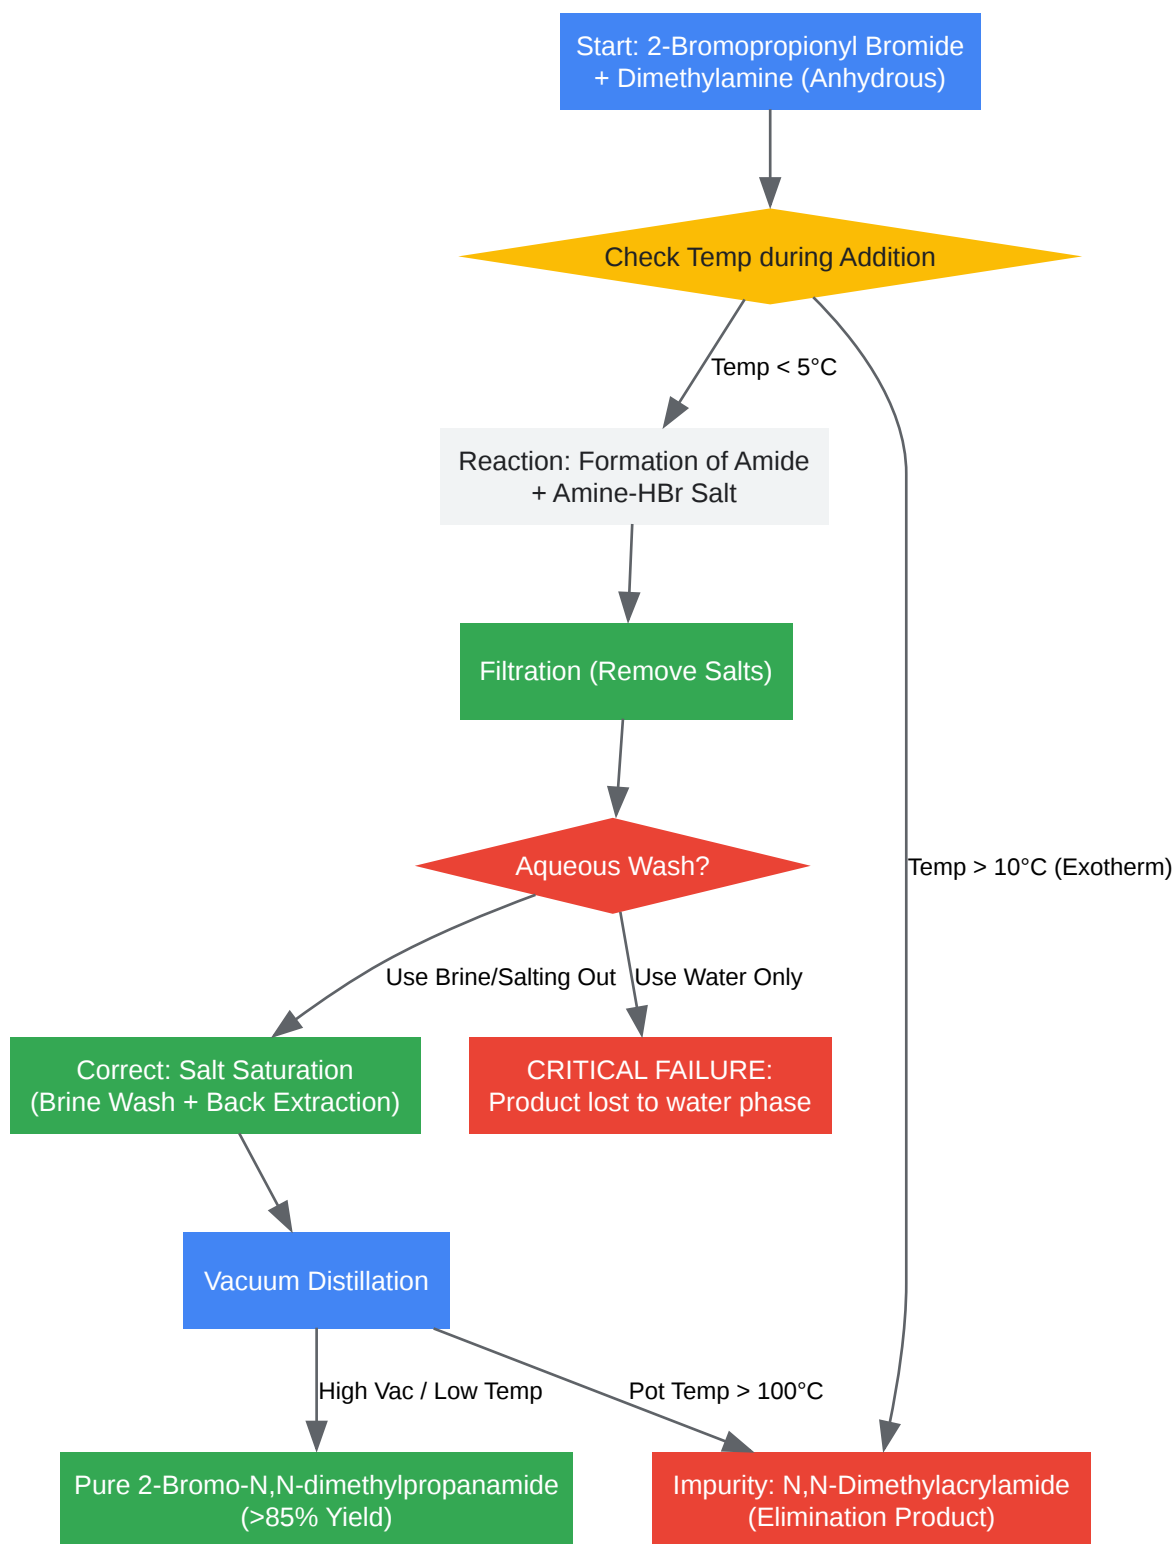 Start: 2-Bromopropionyl Bromide
+ Dimethylamine (Anhydrous)
Check Temp during Addition
Temp < 5°C
Reaction: Formation of Amide
+ Amine-HBr Salt
Filtration (Remove Salts)
Aqueous Wash?
Temp > 10°C (Exotherm)
Use Brine/Salting Out
Use Water Only
Correct: Salt Saturation
(Brine Wash + Back Extraction)
CRITICAL FAILURE:
Product lost to water phase
Vacuum Distillation
High Vac / Low Temp
Pot Temp > 100°C
Pure 2-Bromo-N,N-dimethylpropanamide
(>85% Yield)
Impurity: N,N-Dimethylacrylamide
(Elimination Product)